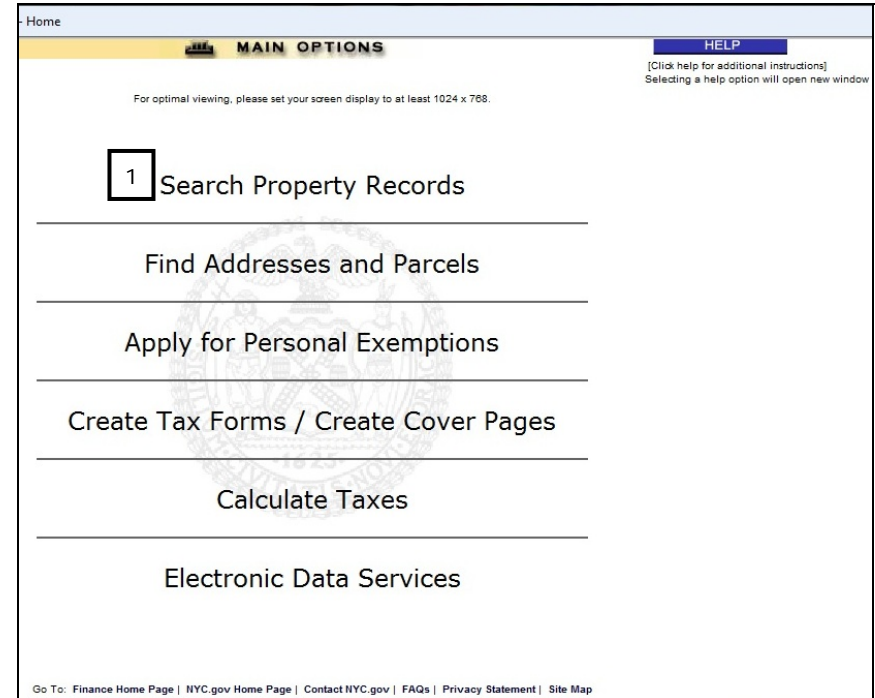 - Home
MAIN OPTIONS
HELP
[Click help for additional instructions]
Selecting a help option will open new window
For optimal viewing, please set your screen display to at least 1024 x 768.
1 Search Property Records
Find Addresses and Parcels
Apply for Personal Exemptions
Create Tax Forms / Create Cover Pages
·1625·
Calculate Taxes
Electronic Data Services
Go To: Finance Home Page | NYC.gov Home Page | Contact NYC.gov | FAQs | Privacy Statement | Site Map